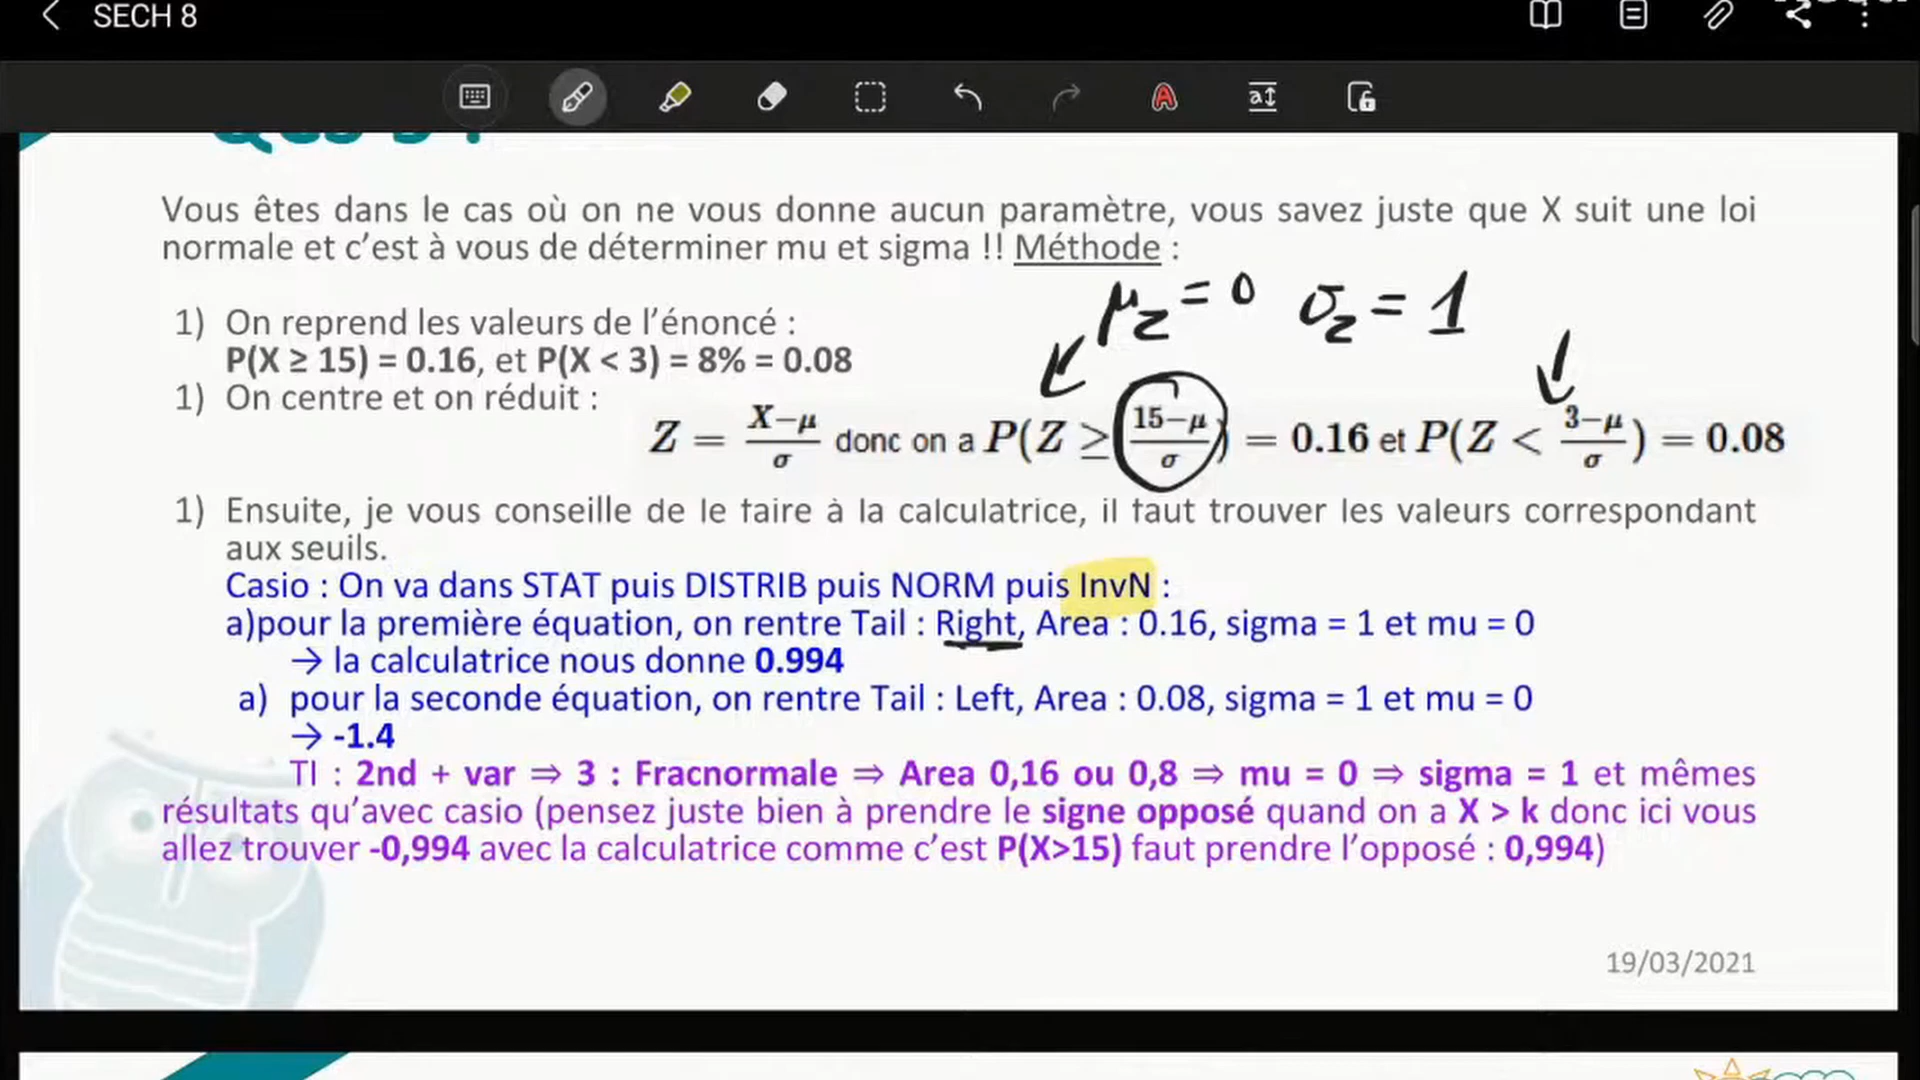 SECH 8
Vous êtes dans le cas où on ne vous donne aucun paramètre, vous savez juste que X suit une loi
normale et c’est à vous de déterminer mu et sigma !! Méthode :
μz = 0 σz = 1
1) On reprend les valeurs de l’énoncé :
P(X ≥ 15) = 0.16, et P(X < 3) = 8% = 0.08
1) On centre et on réduit :
Z = (X−μ)/σ donc on a P(Z ≥ (15−μ)/σ) = 0.16 et P(Z < (3−μ)/σ) = 0.08
1) Ensuite, je vous conseille de le faire à la calculatrice, il faut trouver les valeurs correspondant
aux seuils.
Casio : On va dans STAT puis DISTRIB puis NORM puis InvN :
a)pour la première équation, on rentre Tail : Right, Area : 0.16, sigma = 1 et mu = 0
→ la calculatrice nous donne 0.994
a) pour la seconde équation, on rentre Tail : Left, Area : 0.08, sigma = 1 et mu = 0
→ -1.4
TI : 2nd + var ⇒ 3 : Fracnormale ⇒ Area 0,16 ou 0,8 ⇒ mu = 0 ⇒ sigma = 1 et mêmes
résultats qu’avec casio (pensez juste bien à prendre le signe opposé quand on a X > k donc ici vous
allez trouver -0,994 avec la calculatrice comme c’est P(X>15) faut prendre l’opposé : 0,994)
19/03/2021